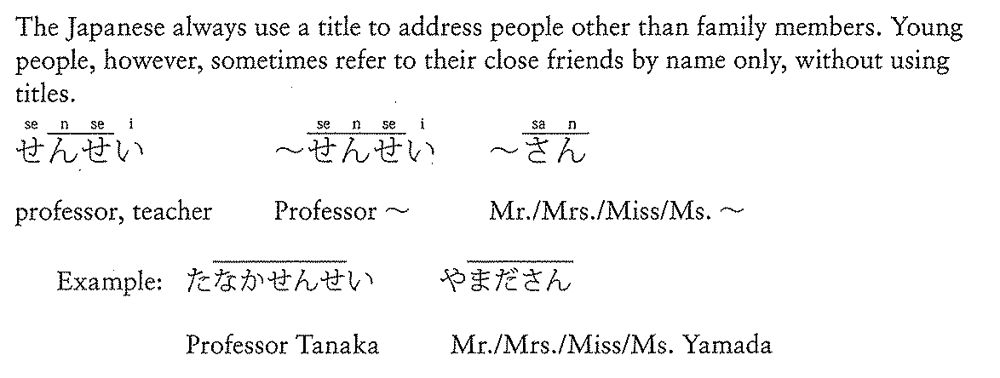 The Japanese always use a title to address people other than family members. Young
people, however, sometimes refer to their close friends by name only, without using
titles.
se n se i se n se i sa n
せんせい ～せんせい ～さん
professor, teacher Professor ～ Mr./Mrs./Miss/Ms. ～
Example: たなかせんせい やまださん
Professor Tanaka Mr./Mrs./Miss/Ms. Yamada